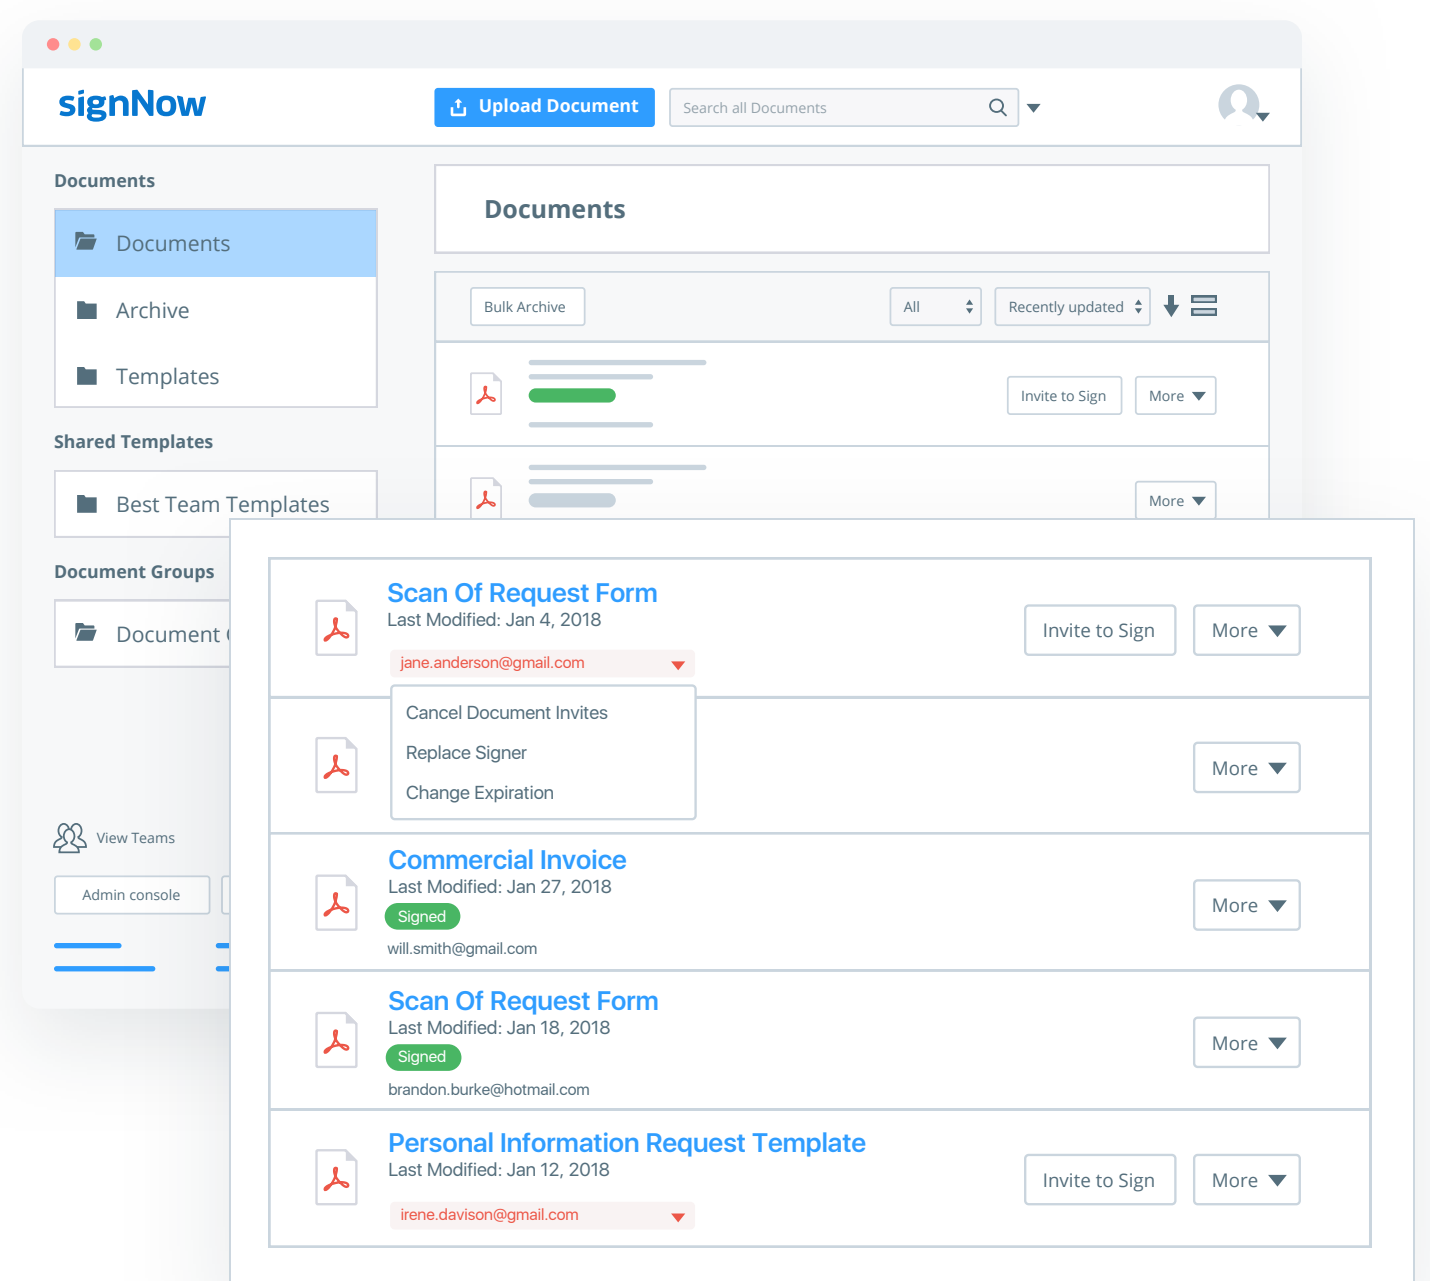 signNow
Upload Document
Search all Documents
Documents
Documents
Archive
Templates
Shared Templates
Best Team Templates
Document Groups
Document
View Teams
Admin console
Documents
Bulk Archive
All
Recently updated
Invite to Sign
More
More
Scan Of Request Form
Last Modified: Jan 4, 2018
jane.anderson@gmail.com
Invite to Sign
More
Cancel Document Invites
Replace Signer
Change Expiration
More
Commercial Invoice
Last Modified: Jan 27, 2018
Signed
will.smith@gmail.com
More
Scan Of Request Form
Last Modified: Jan 18, 2018
Signed
brandon.burke@hotmail.com
More
Personal Information Request Template
Last Modified: Jan 12, 2018
irene.davison@gmail.com
Invite to Sign
More